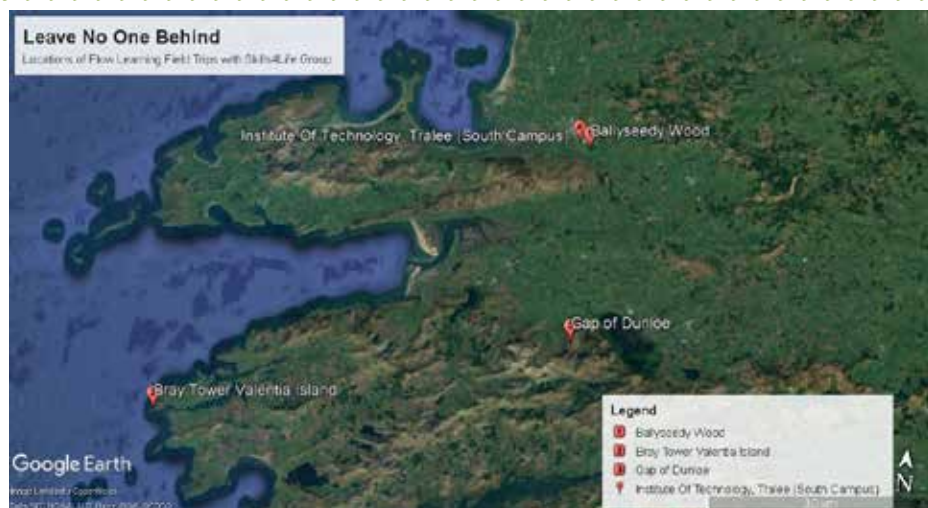 Leave No One Behind
Locations of Flow Learning Field Trips with Skills4Life Group
Institute Of Technology, Tralee (South Campus)
Ballyseedy Wood
Gap of Dunloe
Bray Tower Valentia Island
Legend
Ballyseedy Wood
Bray Tower Valentia Island
Gap of Dunloe
Institute Of Technology, Tralee (South Campus)
Google Earth
N